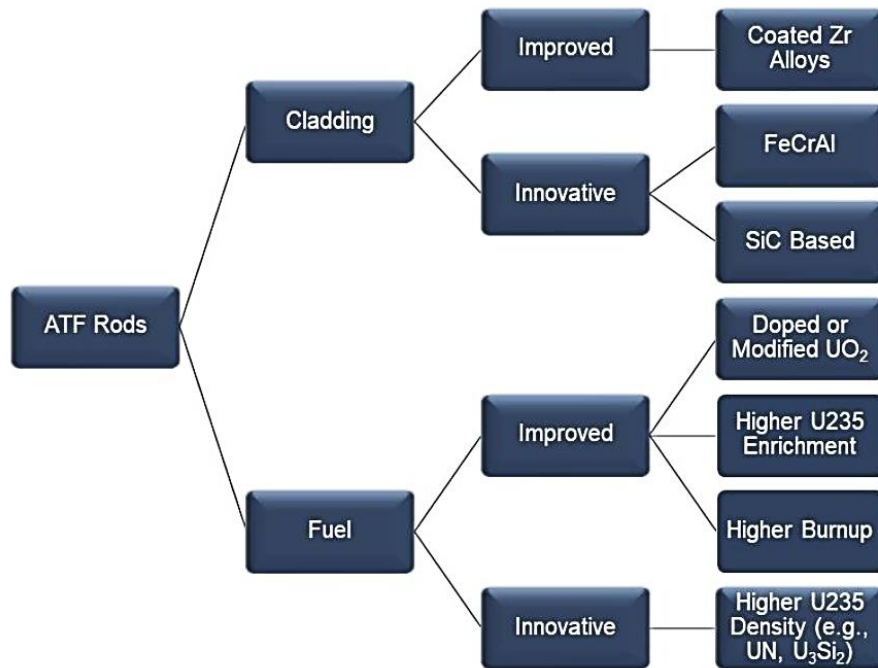 Improved
Coated Zr
Alloys
Cladding
FeCrAl
Innovative
SiC Based
ATF Rods
Doped or
Modified UO₂
Improved
Higher U235
Enrichment
Fuel
Higher Burnup
Innovative
Higher U235
Density (e.g.,
UN, U₃Si₂)